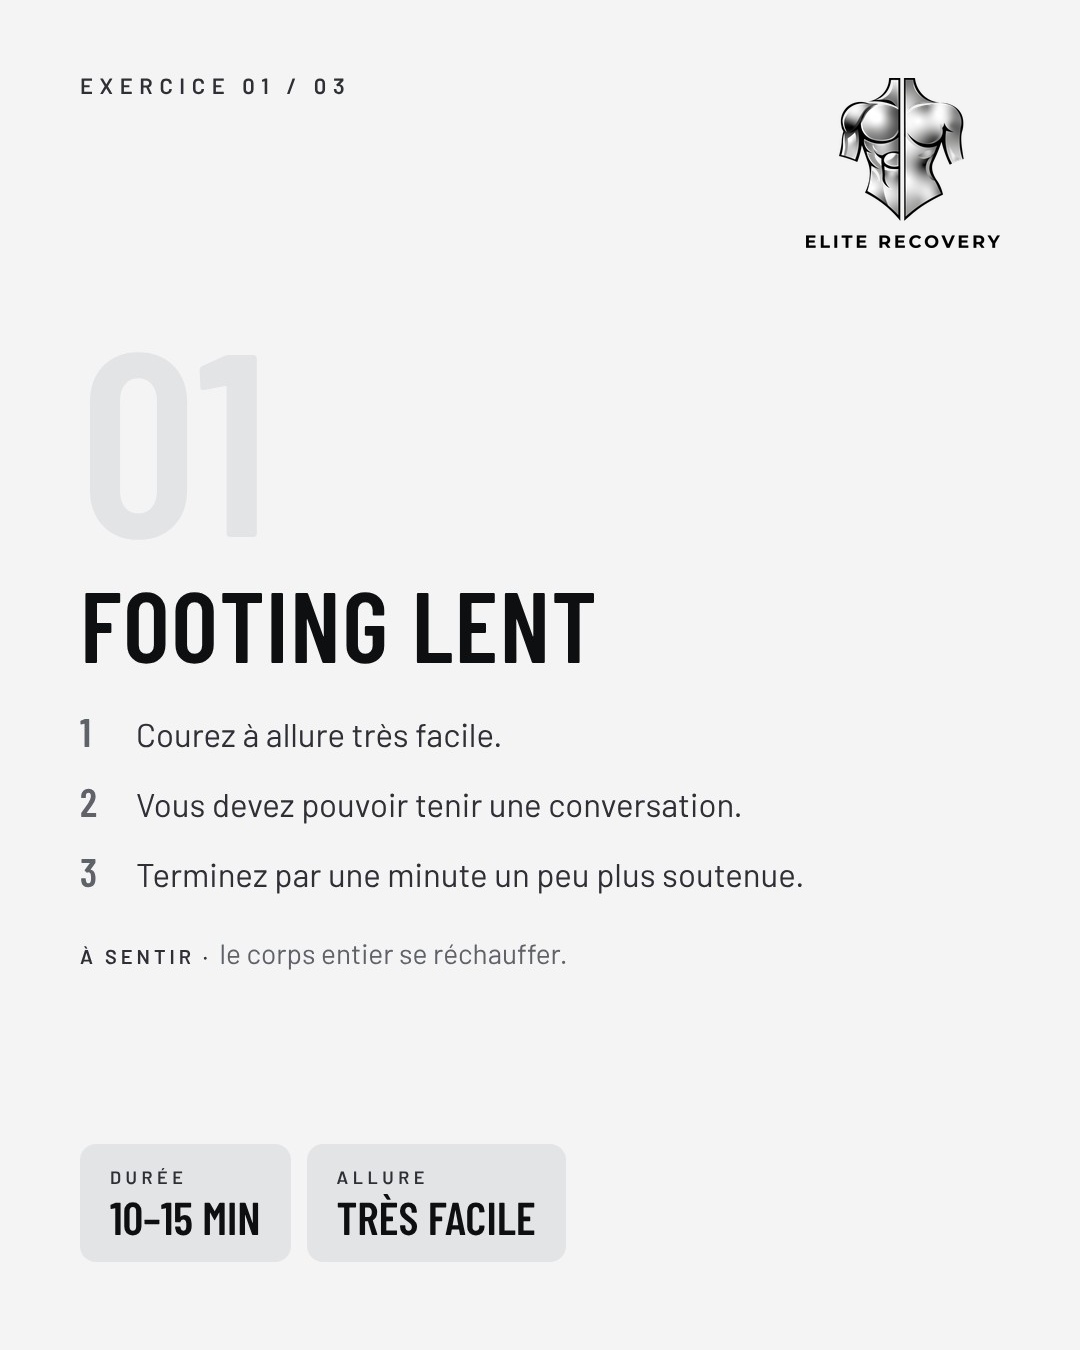 EXERCICE 01 / 03
ELITE RECOVERY
01
FOOTING LENT
1 Courez à allure très facile.
2 Vous devez pouvoir tenir une conversation.
3 Terminez par une minute un peu plus soutenue.
À SENTIR · le corps entier se réchauffer.
DURÉE
10–15 MIN
ALLURE
TRÈS FACILE